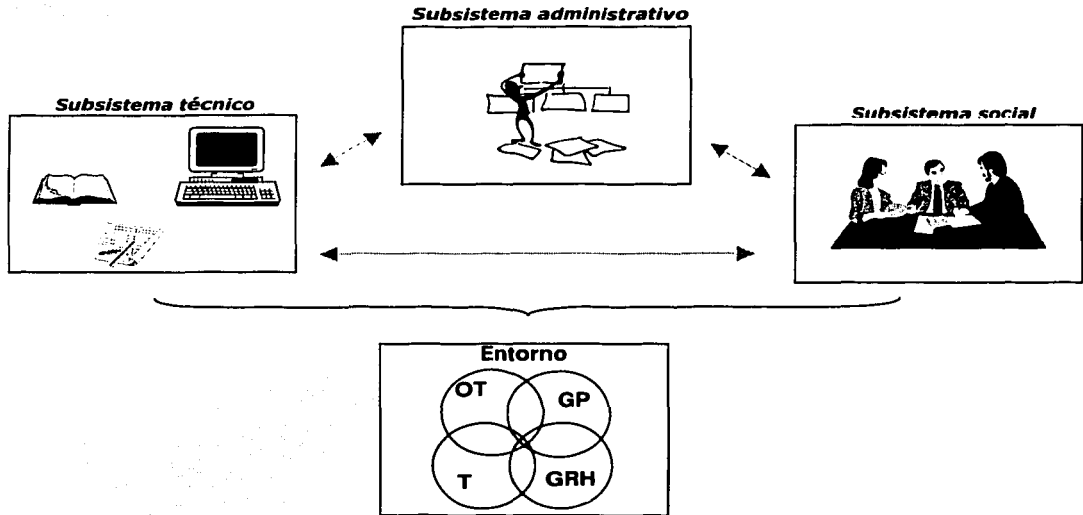 Subsistema administrativo
Subsistema técnico
Subsistema social
Entorno
OT
GP
T
GRH